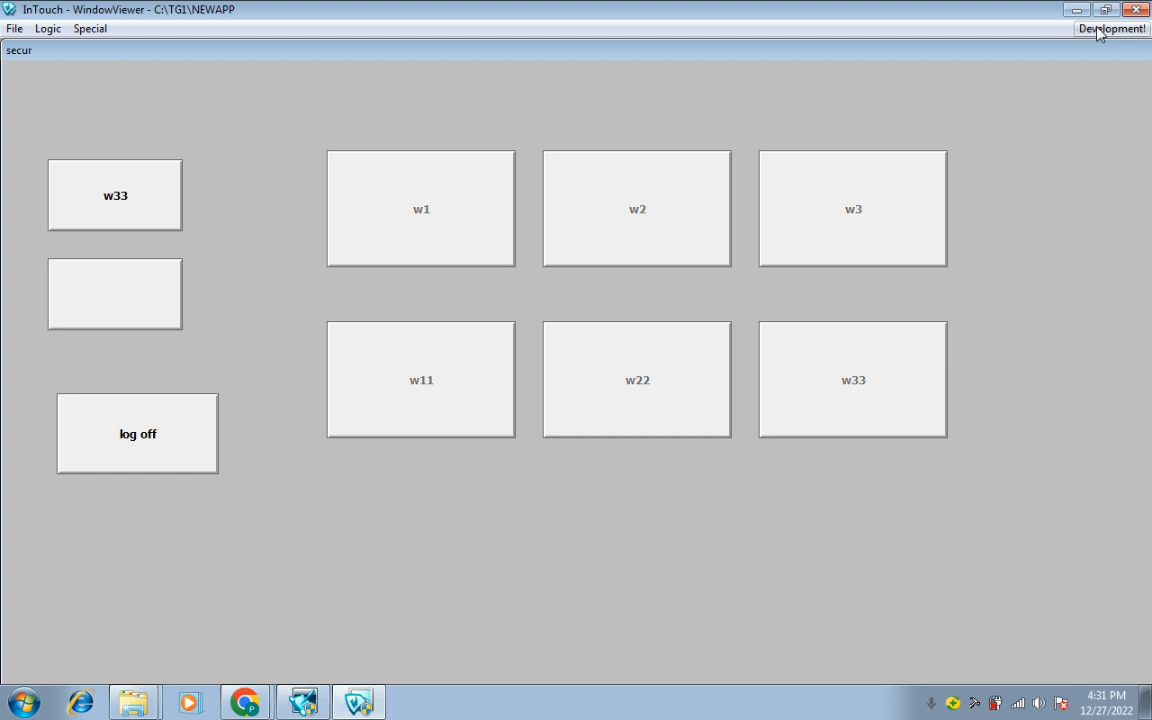 InTouch - WindowViewer - C:\TG1\NEWAPP
File Logic Special Development!
secur
w33
w1 w2 w3
w11 w22 w33
log off
4:31 PM
12/27/2022